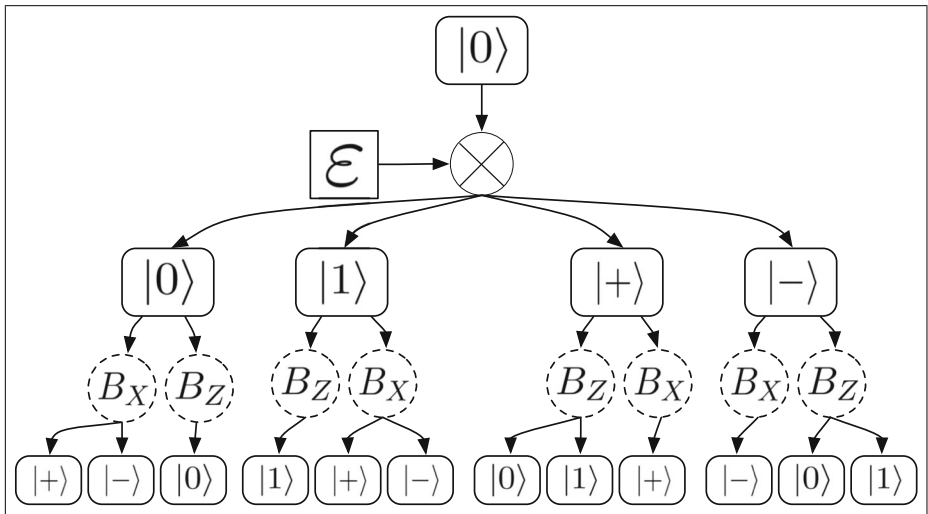 |0⟩
ℰ
|0⟩ |1⟩ |+⟩ |−⟩
B_X B_Z B_Z B_X B_Z B_X B_X B_Z
|+⟩ |−⟩ |0⟩ |1⟩ |+⟩ |−⟩ |0⟩ |1⟩ |+⟩ |−⟩ |0⟩ |1⟩